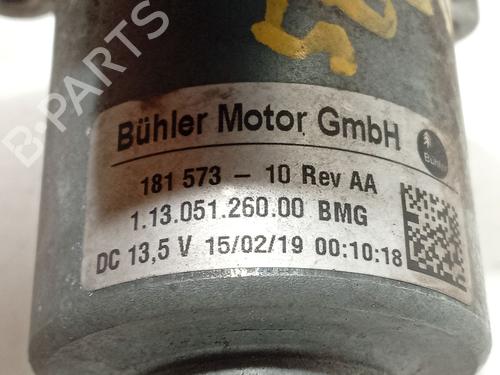 B-PARTS
Bühler Motor GmbH
Bühler
181 573 - 10 Rev AA
1.13.051.260.00 BMG
DC 13,5 V 15/02/19 00:10:18